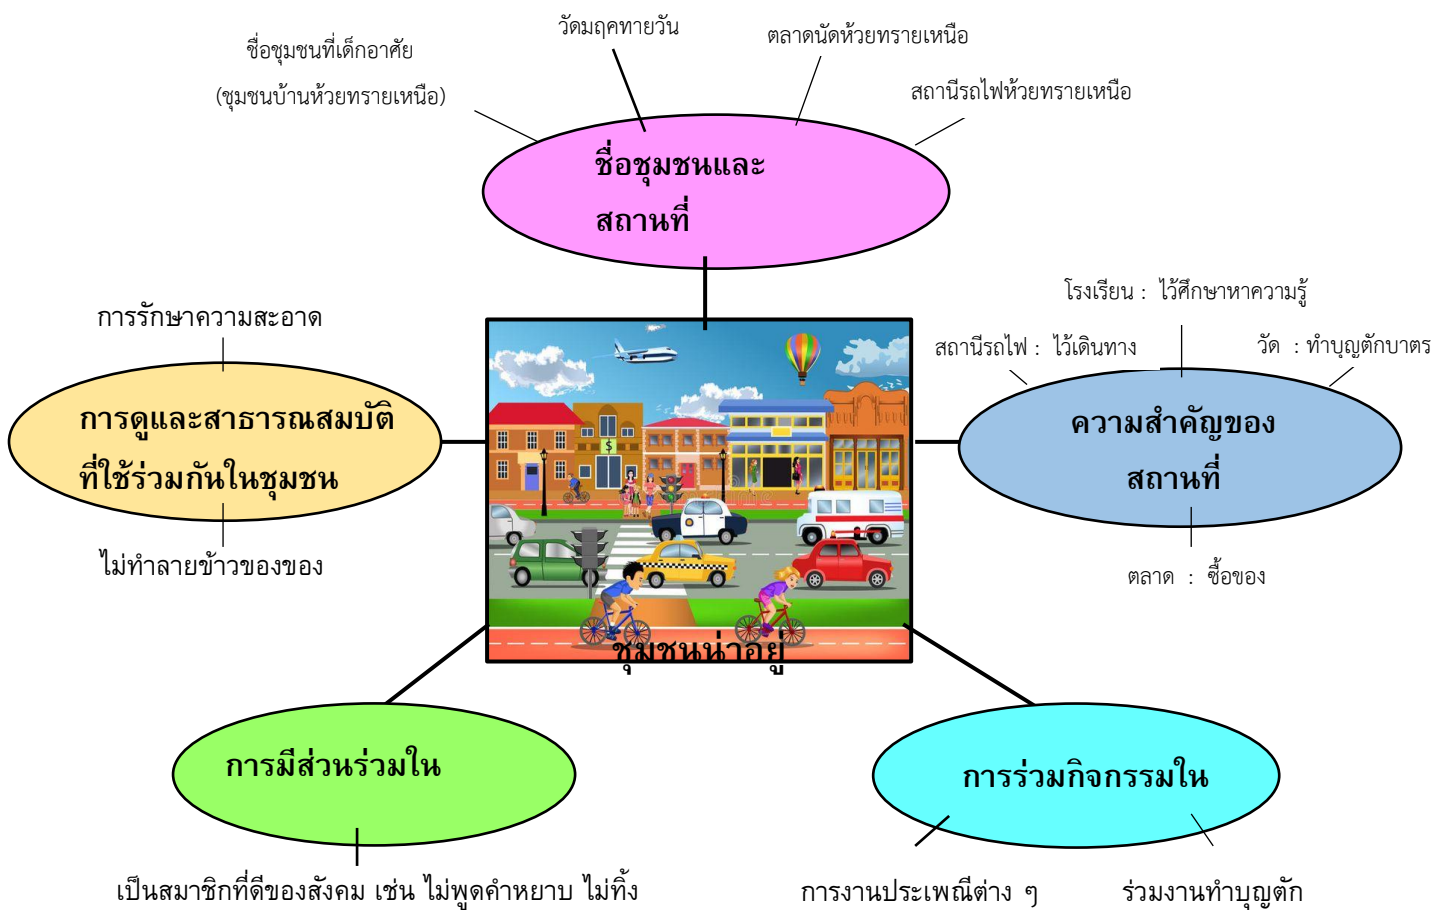 วัดมฤคทายวัน
ตลาดนัดห้วยทรายเหนือ
ชื่อชุมชนที่เด็กอาศัย
(ชุมชนบ้านห้วยทรายเหนือ)
สถานีรถไฟห้วยทรายเหนือ
ชื่อชุมชนและ
สถานที่
โรงเรียน : ไว้ศึกษาหาความรู้
สถานีรถไฟ : ไว้เดินทาง
วัด : ทำบุญตักบาตร
การรักษาความสะอาด
การดูและสาธารณสมบัติ
ที่ใช้ร่วมกันในชุมชน
ความสำคัญของ
สถานที่
ไม่ทำลายข้าวของของ
ตลาด : ซื้อของ
$
ชุมชนน่าอยู่
การมีส่วนร่วมใน
การร่วมกิจกรรมใน
เป็นสมาชิกที่ดีของสังคม เช่น ไม่พูดคำหยาบ ไม่ทิ้ง
การงานประเพณีต่าง ๆ
ร่วมงานทำบุญตัก